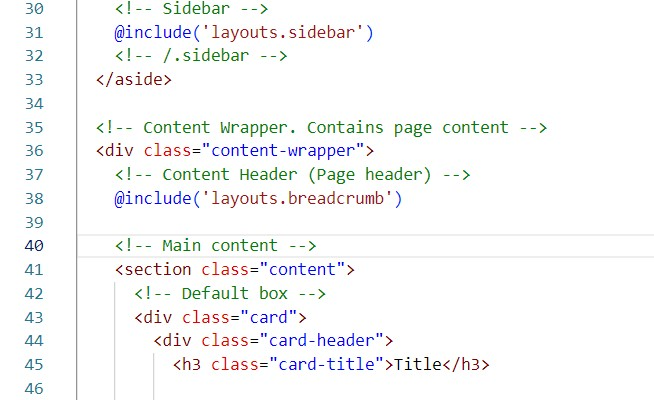 30 <!-- Sidebar -->
31 @include('layouts.sidebar')
32 <!-- /.sidebar -->
33 </aside>
34
35 <!-- Content Wrapper. Contains page content -->
36 <div class="content-wrapper">
37 <!-- Content Header (Page header) -->
38 @include('layouts.breadcrumb')
39
40 <!-- Main content -->
41 <section class="content">
42 <!-- Default box -->
43 <div class="card">
44 <div class="card-header">
45 <h3 class="card-title">Title</h3>
46